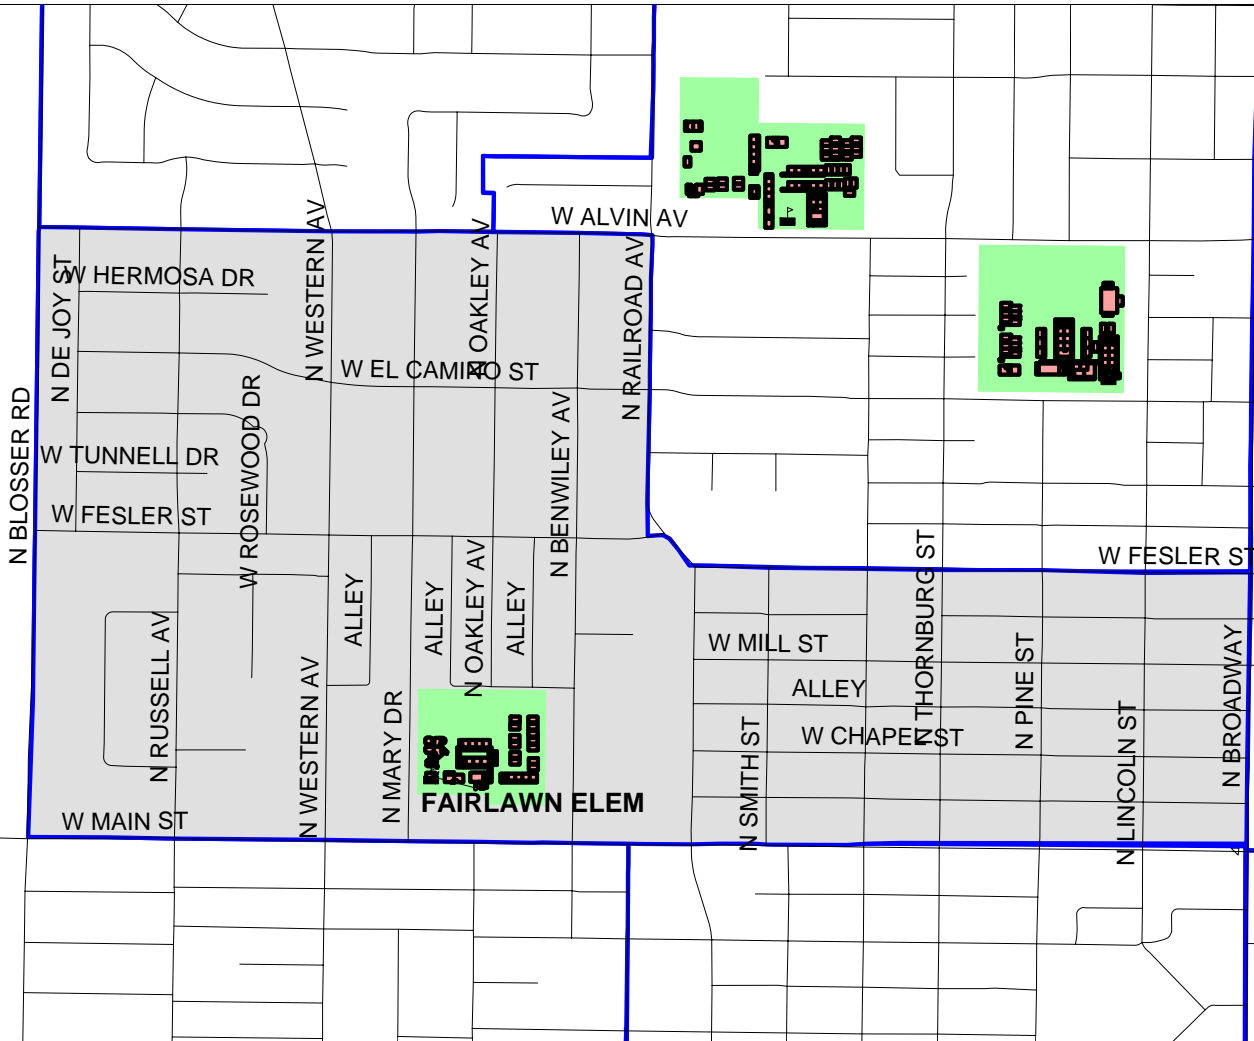 W ALVIN AV
W HERMOSA DR
N DE JOY ST
N WESTERN AV
N OAKLEY AV
N RAILROAD AV
W EL CAMINO ST
N BLOSSER RD
W ROSEWOOD DR
N BENWILEY AV
W TUNNELL DR
W FESLER ST
W FESLER ST
ALLEY
ALLEY
N OAKLEY AV
ALLEY
N THORNBURG ST
W MILL ST
N RUSSELL AV
N WESTERN AV
N MARY DR
ALLEY
N PINE ST
N BROADWAY
W CHAPEL ST
N SMITH ST
N LINCOLN ST
FAIRLAWN ELEM
W MAIN ST